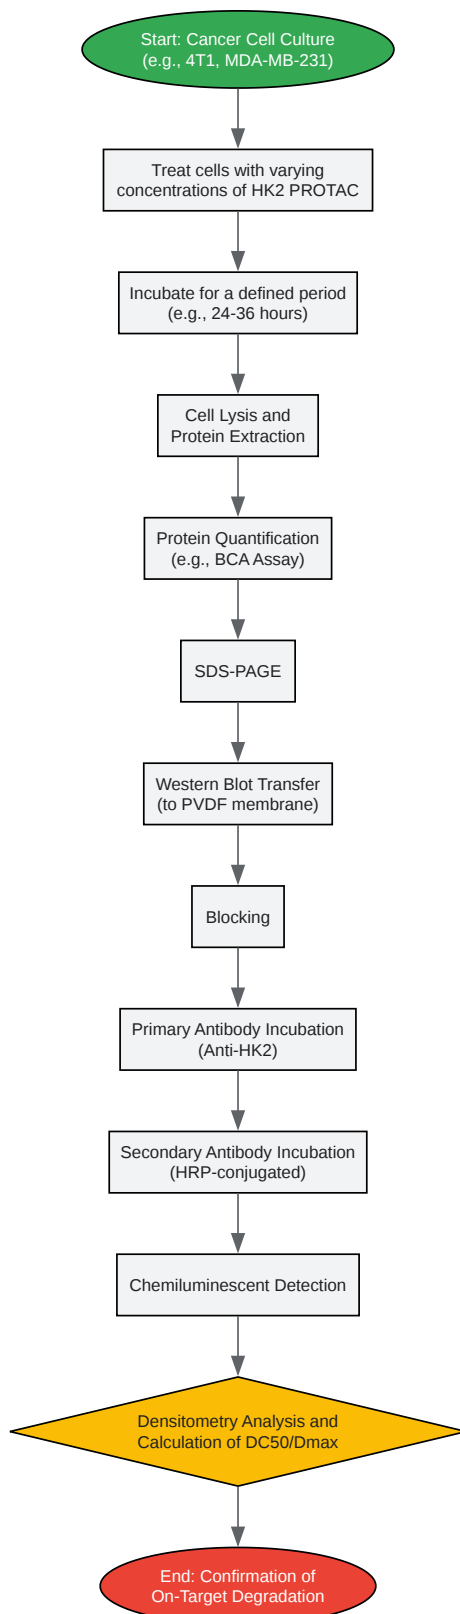 Start: Cancer Cell Culture
(e.g., 4T1, MDA-MB-231)
Treat cells with varying
concentrations of HK2 PROTAC
Incubate for a defined period
(e.g., 24-36 hours)
Cell Lysis and
Protein Extraction
Protein Quantification
(e.g., BCA Assay)
SDS-PAGE
Western Blot Transfer
(to PVDF membrane)
Blocking
Primary Antibody Incubation
(Anti-HK2)
Secondary Antibody Incubation
(HRP-conjugated)
Chemiluminescent Detection
Densitometry Analysis and
Calculation of DC50/Dmax
End: Confirmation of
On-Target Degradation